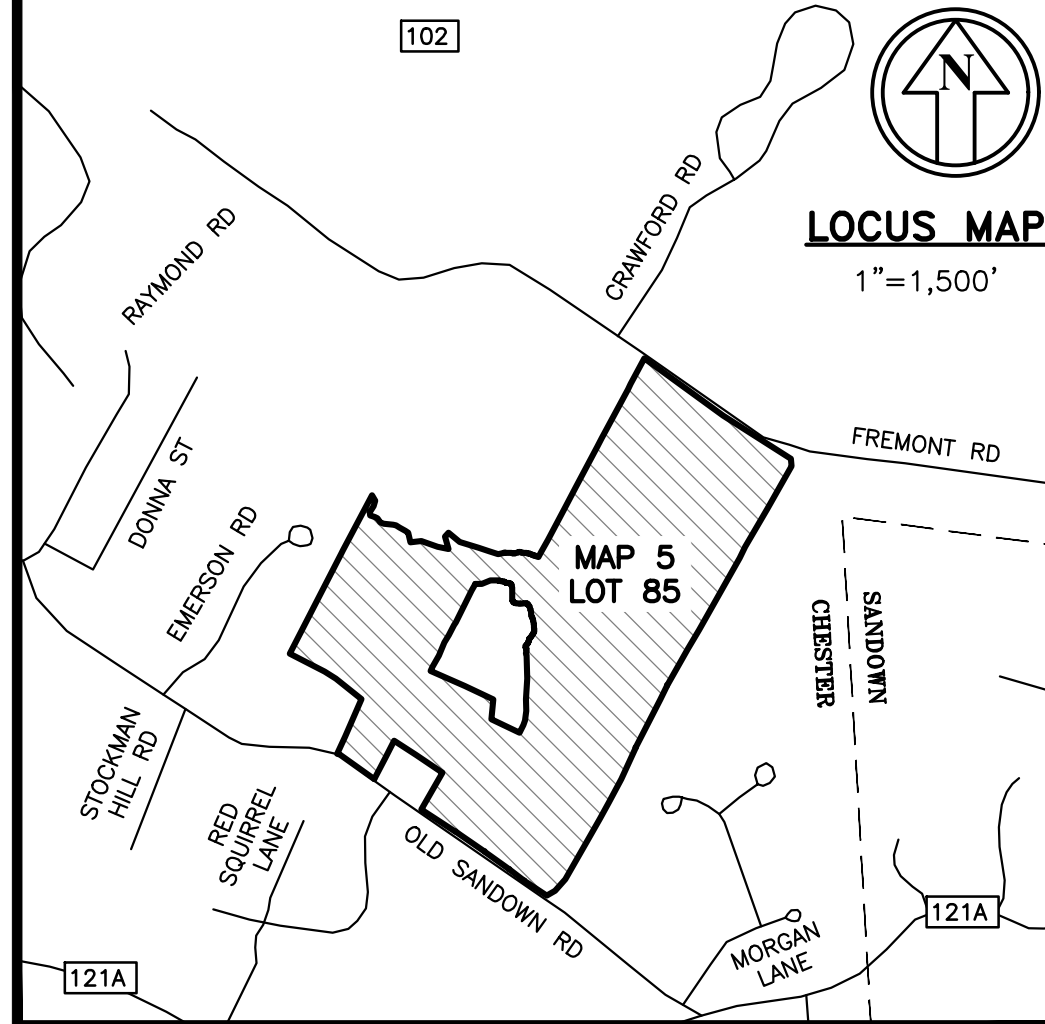 102
N
LOCUS MAP
1"=1,500'
CRAWFORD RD
RAYMOND RD
FREMONT RD
DONNA ST
EMERSON RD
MAP 5
LOT 85
SANDOWN
CHESTER
STOCKMAN
HILL RD
RED
SQUIRREL
LANE
OLD SANDOWN RD
121A
MORGAN
LANE
121A